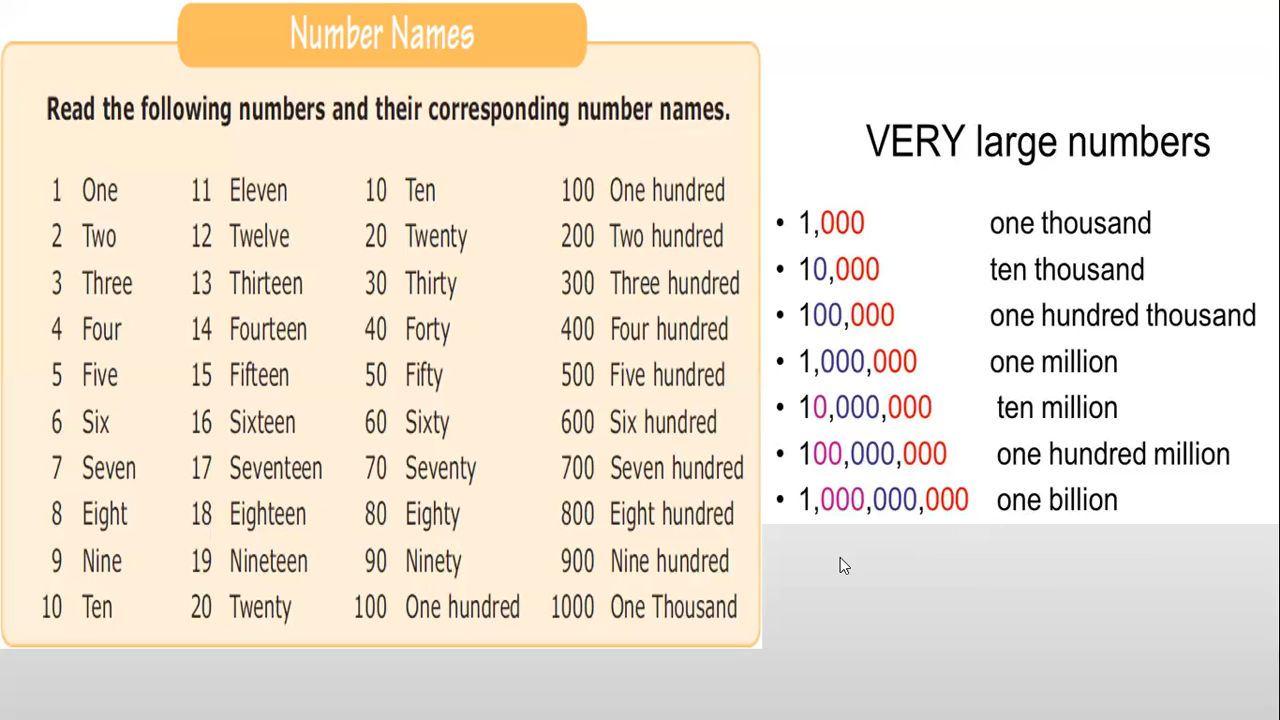 Number Names
Read the following numbers and their corresponding number names.
1 One 11 Eleven 10 Ten 100 One hundred
2 Two 12 Twelve 20 Twenty 200 Two hundred
3 Three 13 Thirteen 30 Thirty 300 Three hundred
4 Four 14 Fourteen 40 Forty 400 Four hundred
5 Five 15 Fifteen 50 Fifty 500 Five hundred
6 Six 16 Sixteen 60 Sixty 600 Six hundred
7 Seven 17 Seventeen 70 Seventy 700 Seven hundred
8 Eight 18 Eighteen 80 Eighty 800 Eight hundred
9 Nine 19 Nineteen 90 Ninety 900 Nine hundred
10 Ten 20 Twenty 100 One hundred 1000 One Thousand
VERY large numbers
• 1,000 one thousand
• 10,000 ten thousand
• 100,000 one hundred thousand
• 1,000,000 one million
• 10,000,000 ten million
• 100,000,000 one hundred million
• 1,000,000,000 one billion